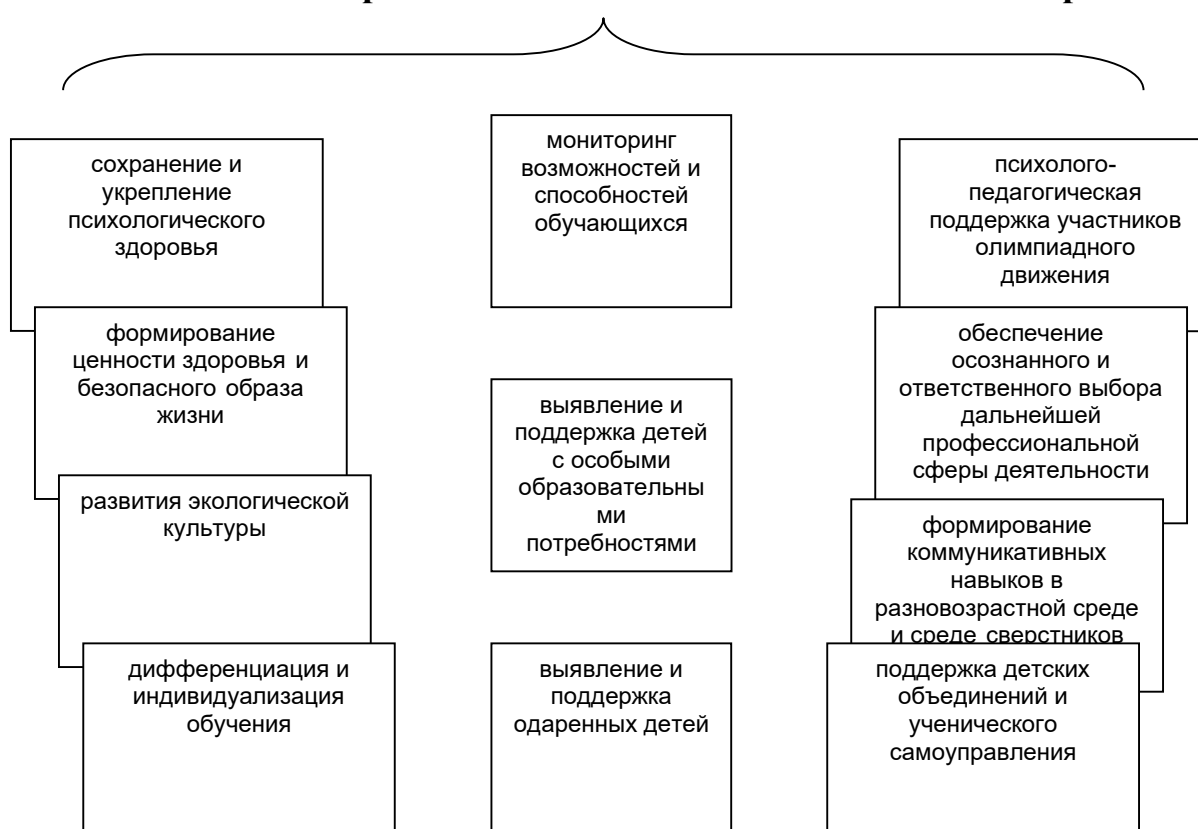 сохранение и
укрепление
психологического
здоровья
формирование
ценности здоровья и
безопасного образа
жизни
развития экологической
культуры
дифференциация и
индивидуализация
обучения
мониторинг
возможностей и
способностей
обучающихся
выявление и
поддержка детей
с особыми
образовательны
ми
потребностями
выявление и
поддержка
одаренных детей
психолого-
педагогическая
поддержка участников
олимпиадного
движения
обеспечение
осознанного и
ответственного выбора
дальнейшей
профессиональной
сферы деятельности
формирование
коммуникативных
навыков в
разновозрастной среде
и среде сверстников
поддержка детских
объединений и
ученического
самоуправления